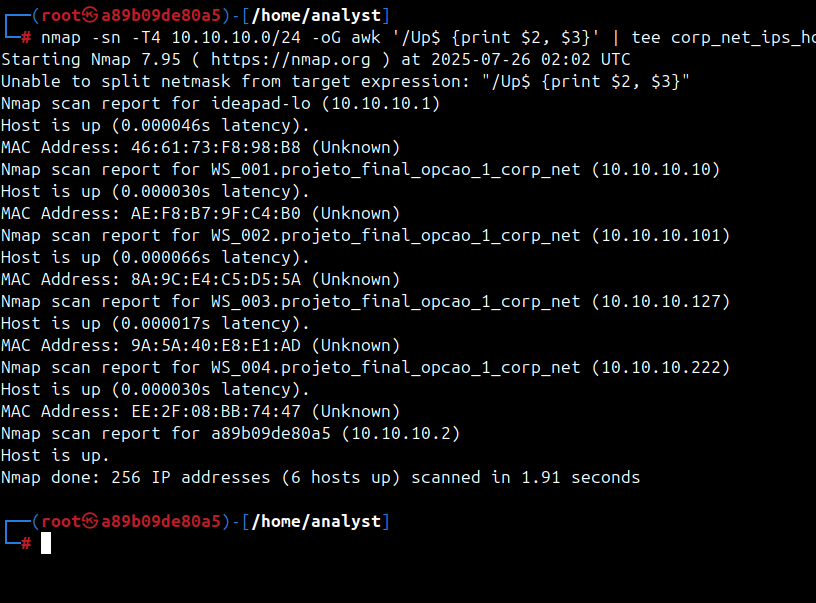 ┌──(root㉿a89b09de80a5)-[/home/analyst]
└─# nmap -sn -T4 10.10.10.0/24 -oG awk '/Up$ {print $2, $3}' | tee corp_net_ips_ho
Starting Nmap 7.95 ( https://nmap.org ) at 2025-07-26 02:02 UTC
Unable to split netmask from target expression: "/Up$ {print $2, $3}"
Nmap scan report for ideapad-lo (10.10.10.1)
Host is up (0.000046s latency).
MAC Address: 46:61:73:F8:98:B8 (Unknown)
Nmap scan report for WS_001.projeto_final_opcao_1_corp_net (10.10.10.10)
Host is up (0.000030s latency).
MAC Address: AE:F8:B7:9F:C4:B0 (Unknown)
Nmap scan report for WS_002.projeto_final_opcao_1_corp_net (10.10.10.101)
Host is up (0.000066s latency).
MAC Address: 8A:9C:E4:C5:D5:5A (Unknown)
Nmap scan report for WS_003.projeto_final_opcao_1_corp_net (10.10.10.127)
Host is up (0.000017s latency).
MAC Address: 9A:5A:40:E8:E1:AD (Unknown)
Nmap scan report for WS_004.projeto_final_opcao_1_corp_net (10.10.10.222)
Host is up (0.000030s latency).
MAC Address: EE:2F:08:BB:74:47 (Unknown)
Nmap scan report for a89b09de80a5 (10.10.10.2)
Host is up.
Nmap done: 256 IP addresses (6 hosts up) scanned in 1.91 seconds
┌──(root㉿a89b09de80a5)-[/home/analyst]
└─#